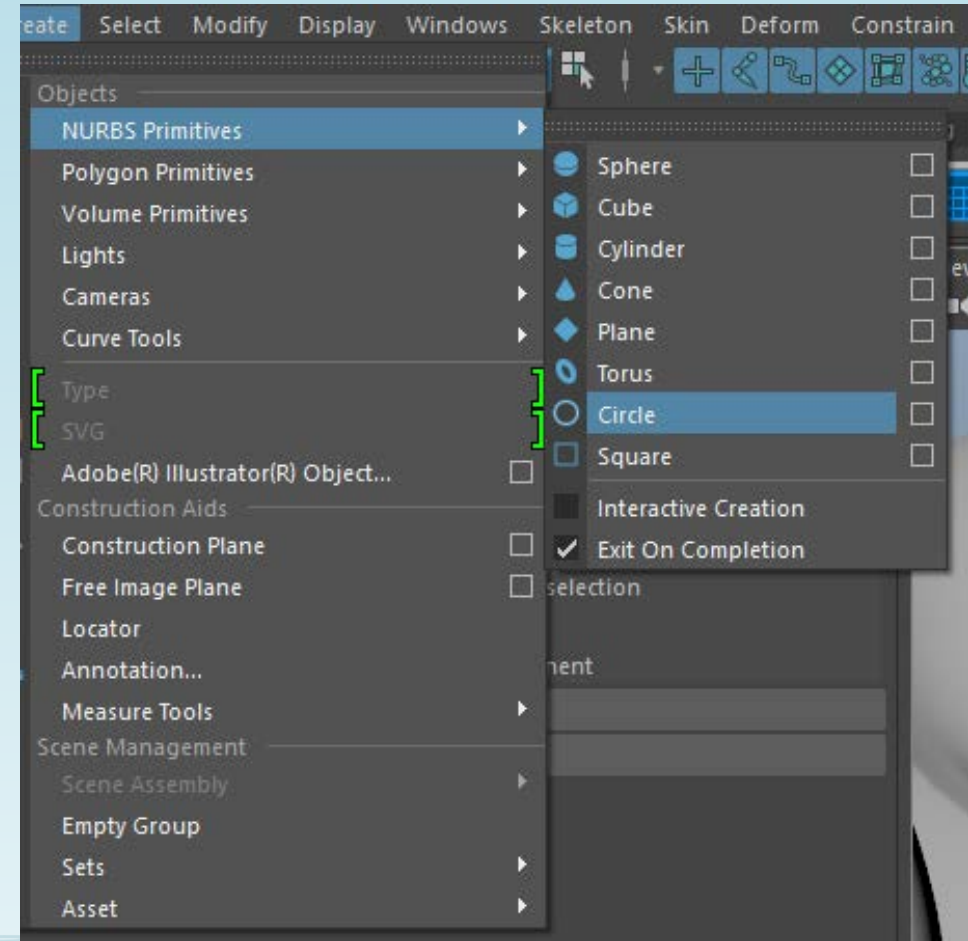 eate Select Modify Display Windows Skeleton Skin Deform Constrain
Objects
NURBS Primitives
Polygon Primitives
Volume Primitives
Lights
Cameras
Curve Tools
Type
SVG
Adobe(R) Illustrator(R) Object...
Construction Aids
Construction Plane
Free Image Plane
Locator
Annotation...
Measure Tools
Scene Management
Scene Assembly
Empty Group
Sets
Asset
Sphere
Cube
Cylinder
Cone
Plane
Torus
Circle
Square
Interactive Creation
Exit On Completion
selection